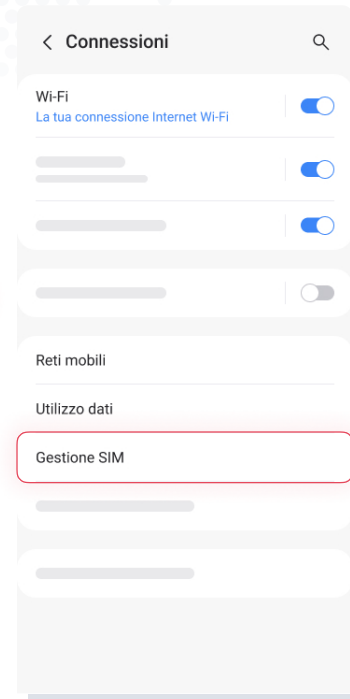 Connessioni
Wi-Fi
La tua connessione Internet Wi-Fi
Reti mobili
Utilizzo dati
Gestione SIM